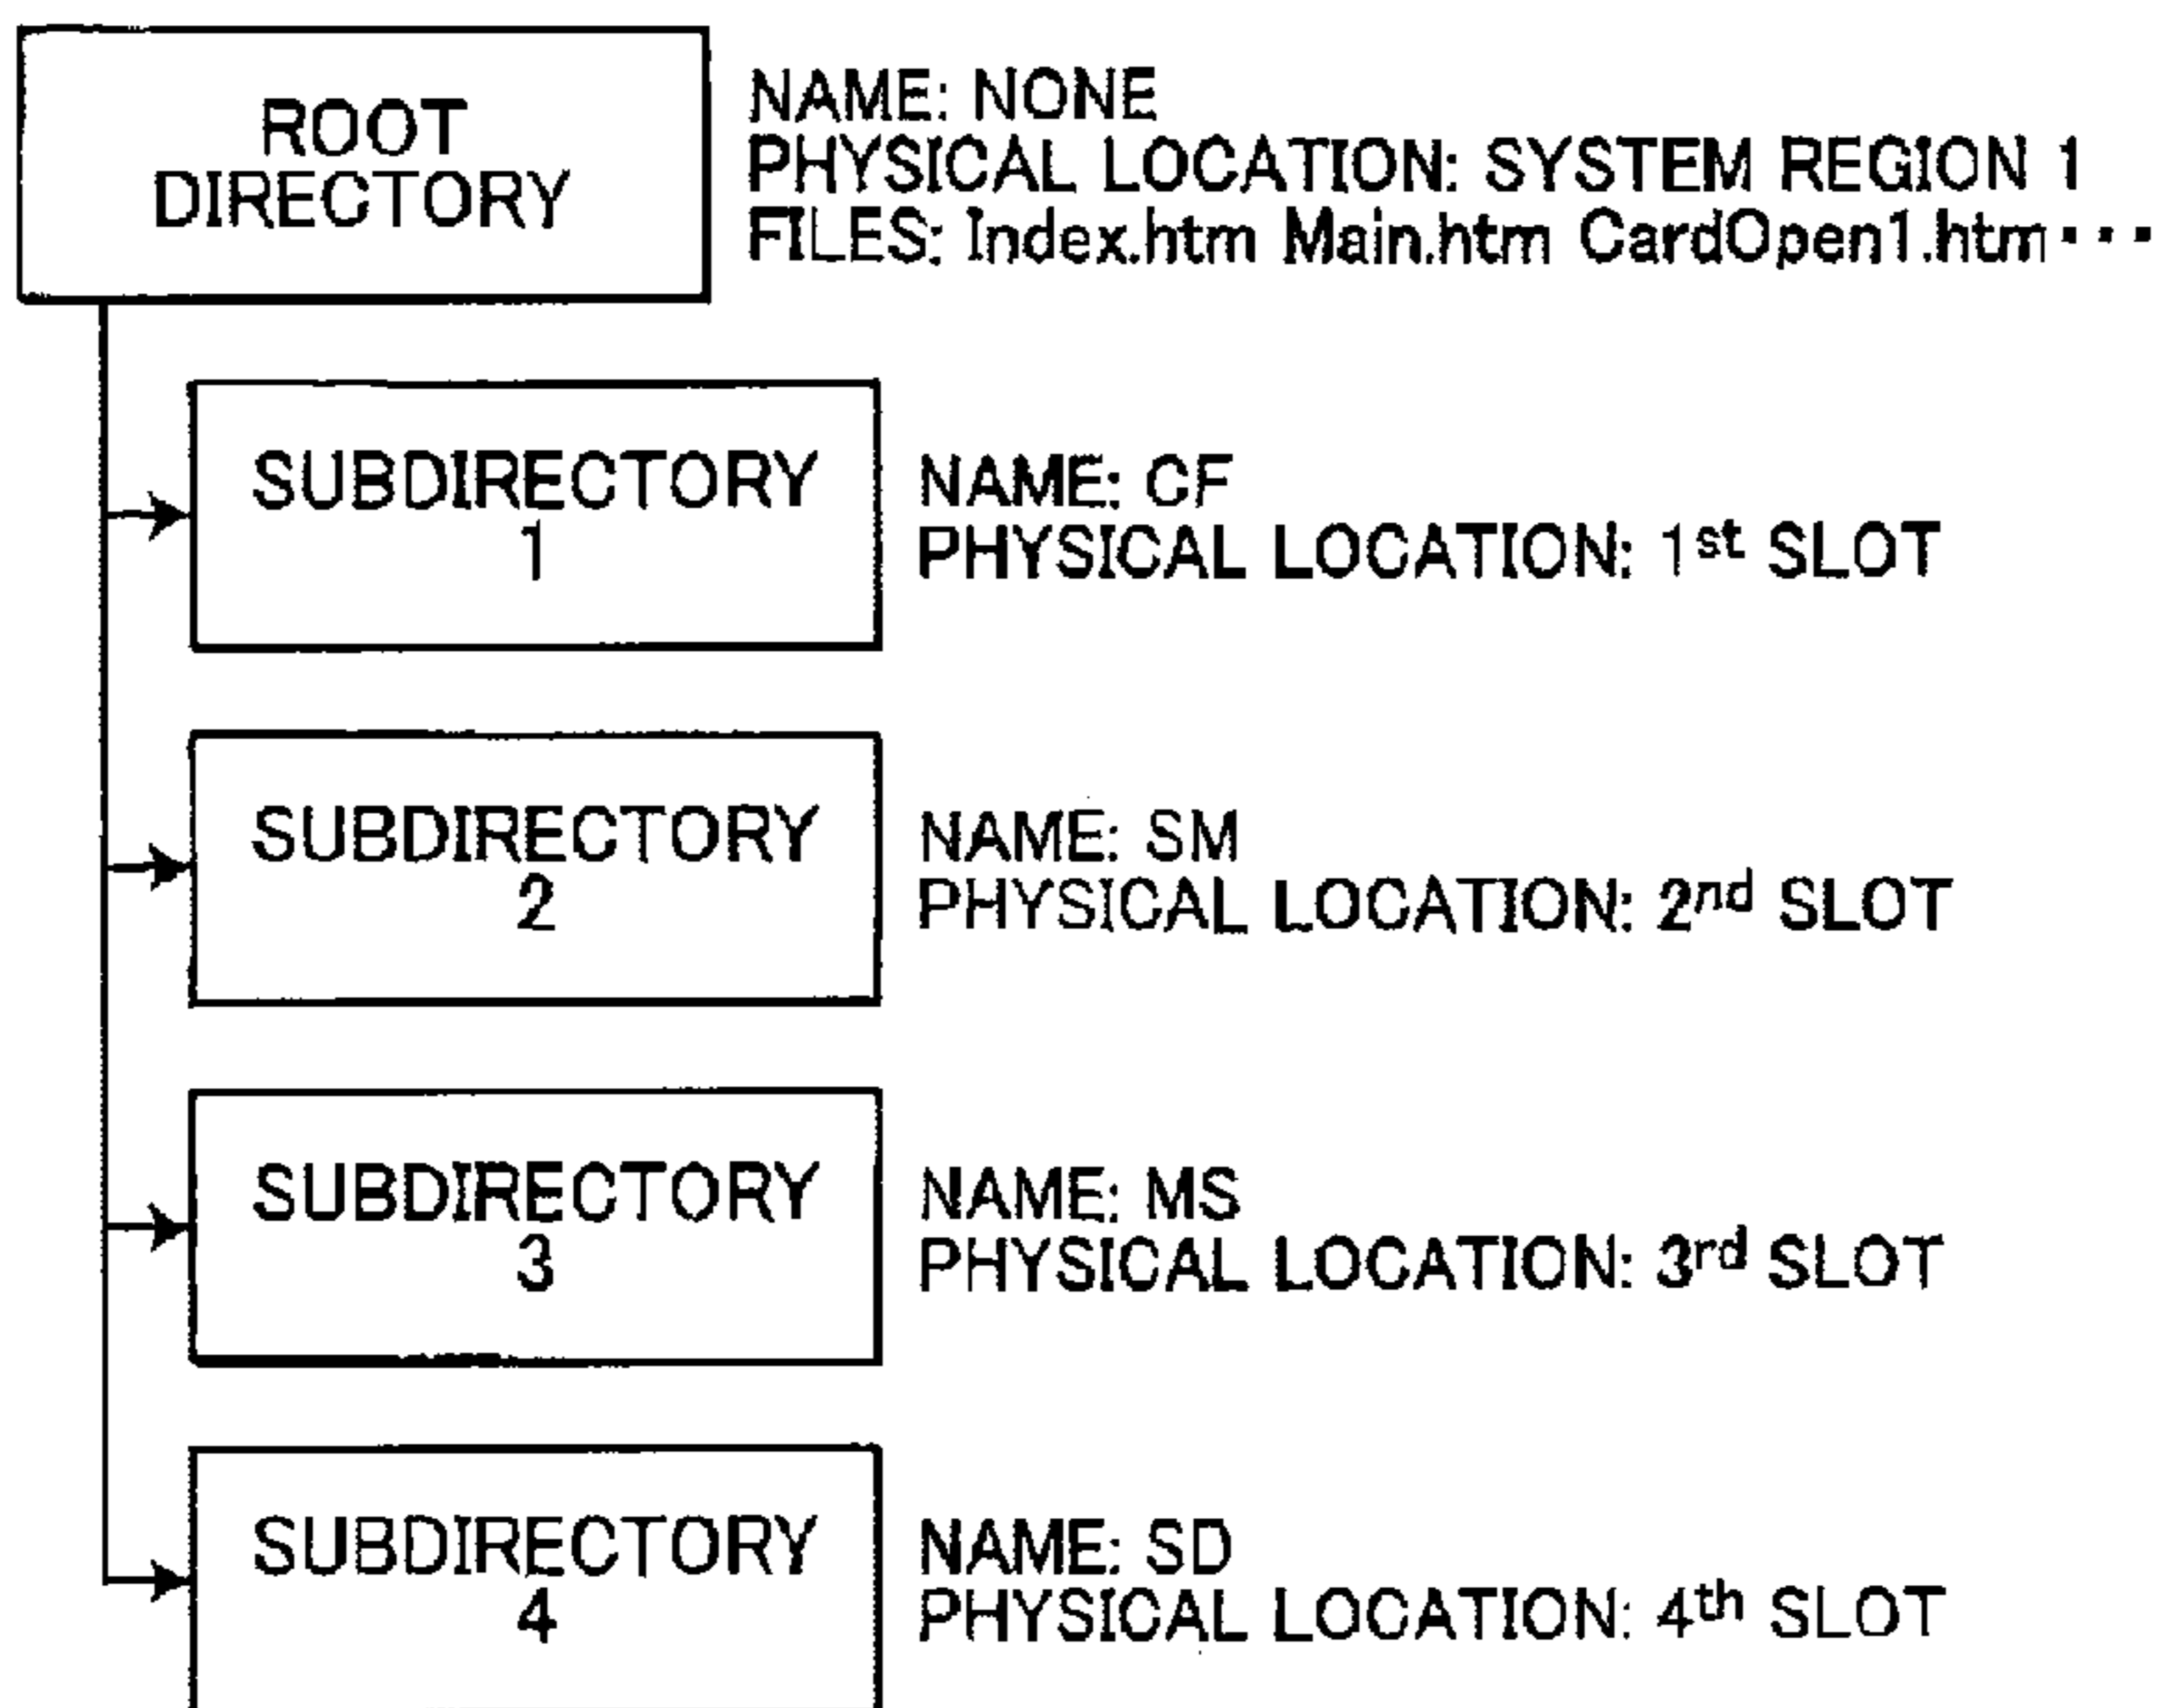 ROOT
DIRECTORY
NAME: NONE
PHYSICAL LOCATION: SYSTEM REGION 1
FILES: Index.htm Main.htm CardOpen1.htm･･･
SUBDIRECTORY
1
NAME: CF
PHYSICAL LOCATION: 1st SLOT
SUBDIRECTORY
2
NAME: SM
PHYSICAL LOCATION: 2nd SLOT
SUBDIRECTORY
3
NAME: MS
PHYSICAL LOCATION: 3rd SLOT
SUBDIRECTORY
4
NAME: SD
PHYSICAL LOCATION: 4th SLOT